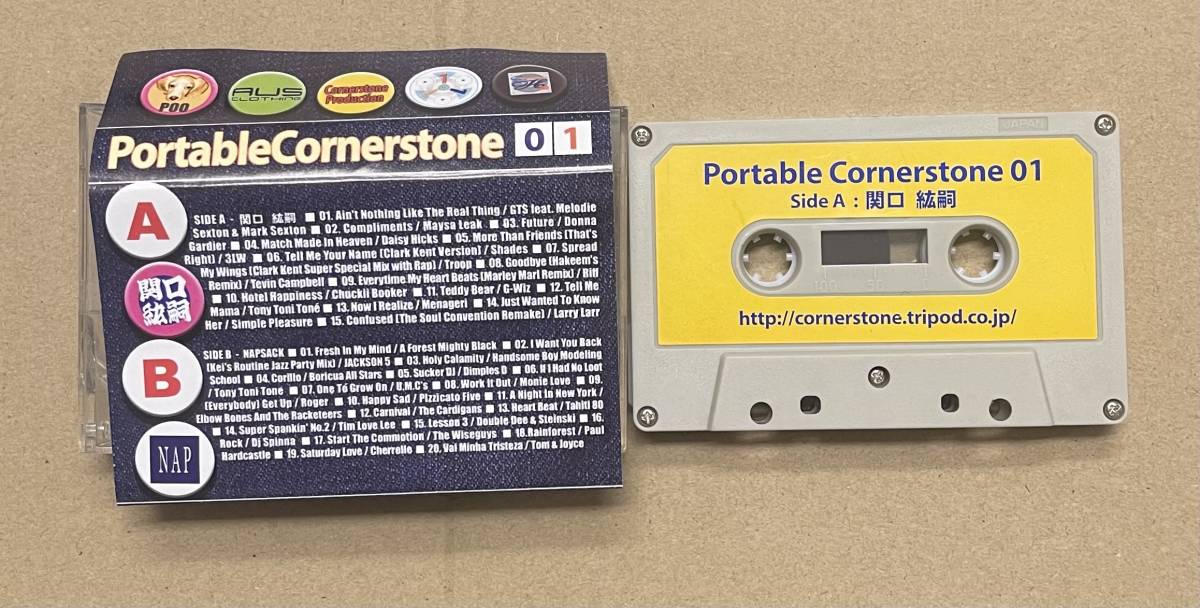 POO
AUS
CLOTHING
Cornerstone
Production
1
PortableCornerstone 01
A
SIDE A - 関口 紘嗣 ■ 01. Ain't Nothing Like The Real Thing / GTS feat. Melodie
Sexton & Mark Sexton ■ 02. Compliments / Maysa Leak ■ 03. Future / Donna
Gardier ■ 04. Match Made In Heaven / Daisy Hicks ■ 05. More Than Friends (That's
Right) / 3LW ■ 06. Tell Me Your Name (Clark Kent Version) / Shades ■ 07. Spread
My Wings (Clark Kent Super Special Mix with Rap) / Troop ■ 08. Goodbye (Hakeem's
Remix) / Tevin Campbell ■ 09. Everytime My Heart Beats (Marley Marl Remix) / Riff
■ 10. Hotel Happiness / Chuckii Booker ■ 11. Teddy Bear / G-Wiz ■ 12. Tell Me
Mama / Tony Toni Toné ■ 13. Now I Realize / Menageri ■ 14. Just Wanted To Know
Her / Simple Pleasure ■ 15. Confused (The Soul Convention Remake) / Larry Larr
関口
紘嗣
B
SIDE B - NAPSACK ■ 01. Fresh In My Mind / A Forest Mighty Black ■ 02. I Want You Back
(Kei's Routine Jazz Party Mix) / JACKSON 5 ■ 03. Holy Calamity / Handsome Boy Modeling
School ■ 04. Corillo / Boricua All Stars ■ 05. Sucker DJ / Dimples D ■ 06. If I Had No Loot
/ Tony Toni Toné ■ 07. One To Grow On / U.M.C's ■ 08. Work It Out / Monie Love ■ 09.
(Everybody) Get Up / Roger ■ 10. Happy Sad / Pizzicato Five ■ 11. A Night In New York /
Elbow Bones And The Racketeers ■ 12. Carnival / The Cardigans ■ 13. Heart Beat / Tahiti 80
■ 14. Super Spankin' No.2 / Tim Love Lee ■ 15. Lesson 3 / Double Dee & Steinski ■ 16.
Rock / Dj Spinna ■ 17. Start The Commotion / The Wiseguys ■ 18.Rainforest / Paul
Hardcastle ■ 19. Saturday Love / Cherrelle ■ 20. Vai Minha Tristeza / Tom & Joyce
NAP
JAPAN
Portable Cornerstone 01
Side A : 関口 紘嗣
100 50 0
http://cornerstone.tripod.co.jp/